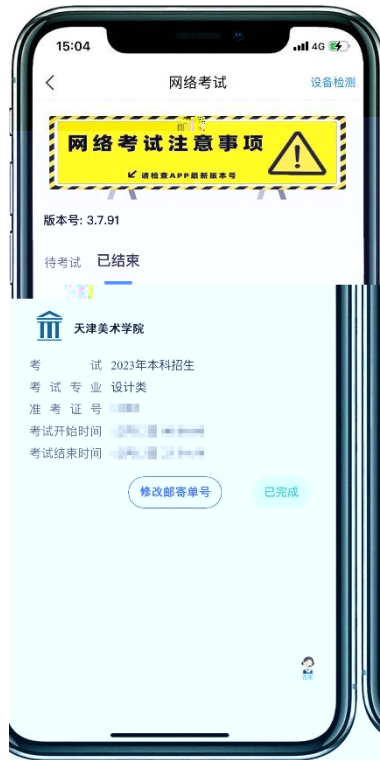 15:04
4G
网络考试
设备检测
网络考试注意事项
请检查APP最新版本号
版本号: 3.7.91
待考试 已结束
天津美术学院
考试 2023年本科招生
考试专业 设计类
准考证号
考试开始时间
考试结束时间
修改邮寄单号 已完成